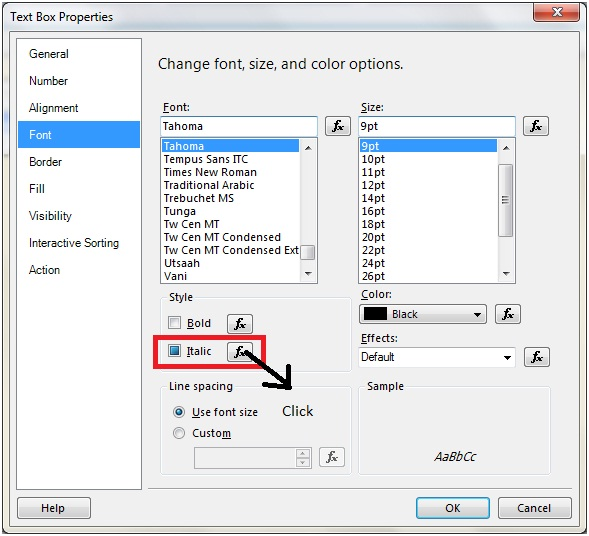 Text Box Properties
General
Number
Alignment
Font
Border
Fill
Visibility
Interactive Sorting
Action
Change font, size, and color options.
Font:
Tahoma
fx
Tahoma
Tempus Sans ITC
Times New Roman
Traditional Arabic
Trebuchet MS
Tunga
Tw Cen MT
Tw Cen MT Condensed
Tw Cen MT Condensed Ext
Utsaah
Vani
Size:
9pt
fx
9pt
10pt
11pt
12pt
14pt
16pt
18pt
20pt
22pt
24pt
26pt
Style
Bold
fx
Italic
fx
Color:
Black
fx
Effects:
Default
fx
Line spacing
Use font size
Click
Custom
fx
Sample
AaBbCc
Help
OK
Cancel